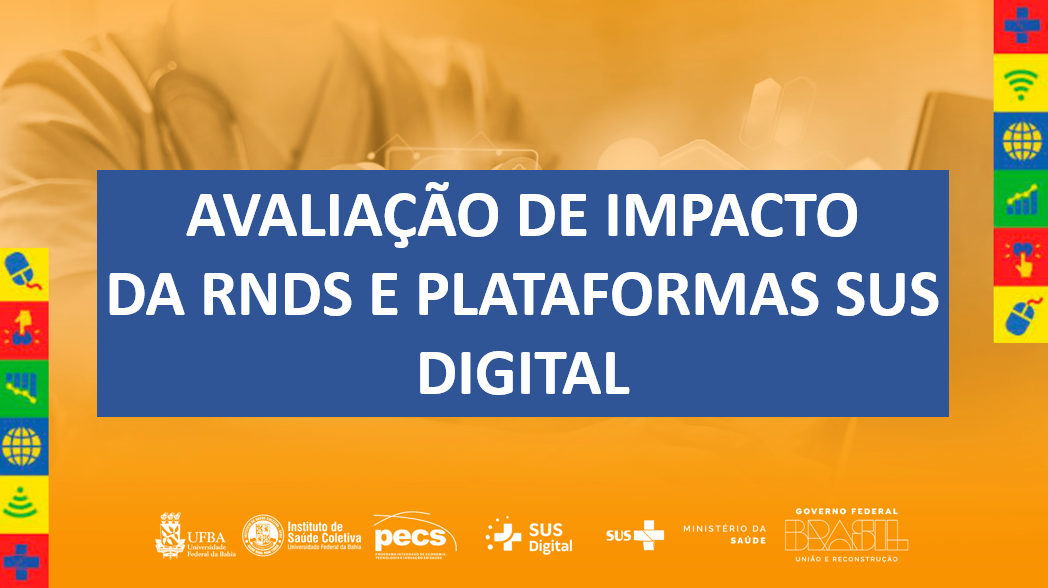 AVALIAÇÃO DE IMPACTO
DA RNDS E PLATAFORMAS SUS
DIGITAL
UFBA
Universidade
Federal da Bahia
Instituto de
Saúde Coletiva
Universidade Federal da Bahia
pecs
SUS
Digital
SUS
MINISTÉRIO DA
SAÚDE
GOVERNO FEDERAL
BRASIL
UNIÃO E RECONSTRUÇÃO